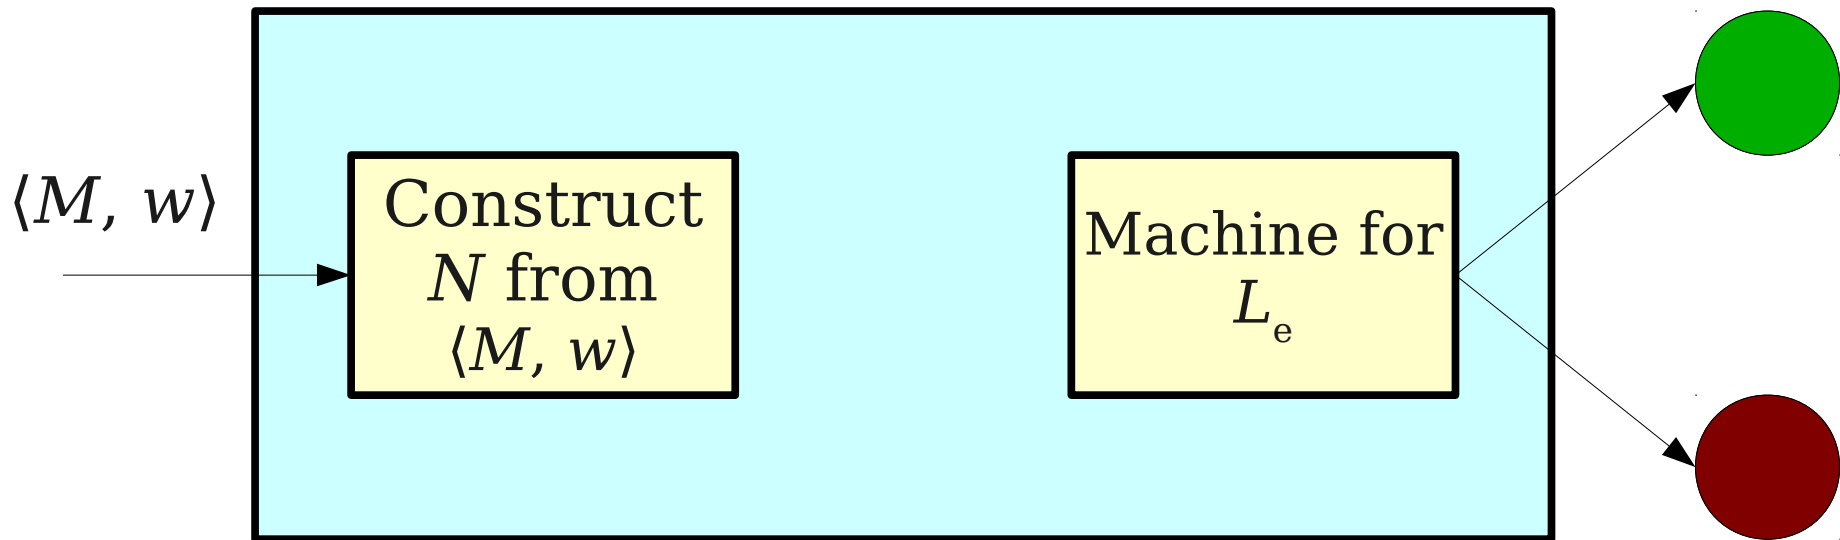 ⟨M, w⟩
Construct
N from
⟨M, w⟩
Machine for
Le